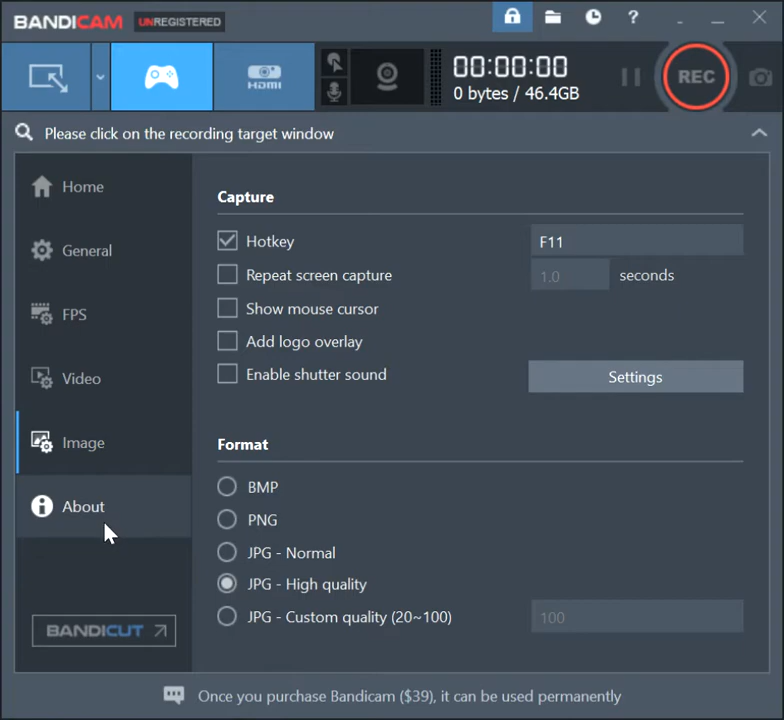 BANDICAM UNREGISTERED
HDMI
00:00:00
0 bytes / 46.4GB
REC
Please click on the recording target window
Home
General
FPS
Video
Image
About
BANDICUT
Capture
Hotkey F11
Repeat screen capture 1.0 seconds
Show mouse cursor
Add logo overlay
Enable shutter sound Settings
Format
BMP
PNG
JPG - Normal
JPG - High quality
JPG - Custom quality (20~100) 100
Once you purchase Bandicam ($39), it can be used permanently